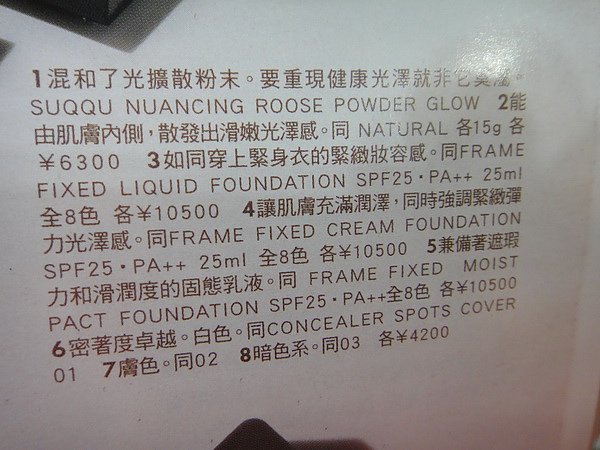 1混和了光擴散粉末。要重現健康光澤就非它莫屬。
SUQQU NUANCING ROOSE POWDER GLOW 2能
由肌膚內側，散發出滑嫩光澤感。同 NATURAL 各15g 各
¥6300 3如同穿上緊身衣的緊緻妝容感。同FRAME
FIXED LIQUID FOUNDATION SPF25・PA++ 25ml
全8色 各¥10500 4讓肌膚充滿潤澤，同時強調緊緻彈
力光澤感。同FRAME FIXED CREAM FOUNDATION
SPF25・PA++ 25ml 全8色 各¥10500 5兼備著遮瑕
力和滑潤度的固態乳液。同 FRAME FIXED MOIST
PACT FOUNDATION SPF25・PA++全8色 各¥10500
6密著度卓越。白色。同CONCEALER SPOTS COVER
01 7膚色。同02 8暗色系。同03 各¥4200